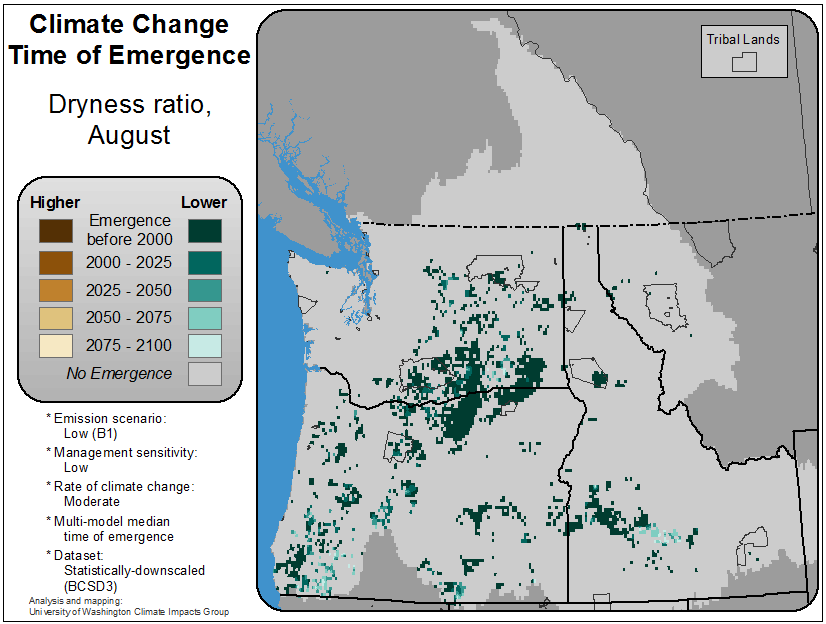 Climate Change
Time of Emergence
Dryness ratio,
August
Higher
Lower
Emergence
before 2000
2000 - 2025
2025 - 2050
2050 - 2075
2075 - 2100
No Emergence
* Emission scenario:
Low (B1)
* Management sensitivity:
Low
* Rate of climate change:
Moderate
* Multi-model median
time of emergence
* Dataset:
Statistically-downscaled
(BCSD3)
Analysis and mapping:
University of Washington Climate Impacts Group
Tribal Lands